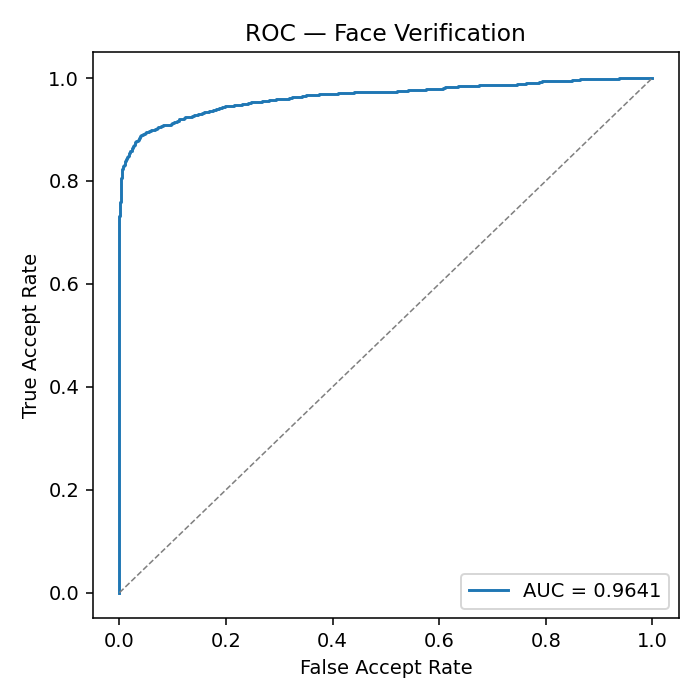 ROC — Face Verification
True Accept Rate
1.0
0.8
0.6
0.4
0.2
0.0
AUC = 0.9641
0.0 0.2 0.4 0.6 0.8 1.0
False Accept Rate